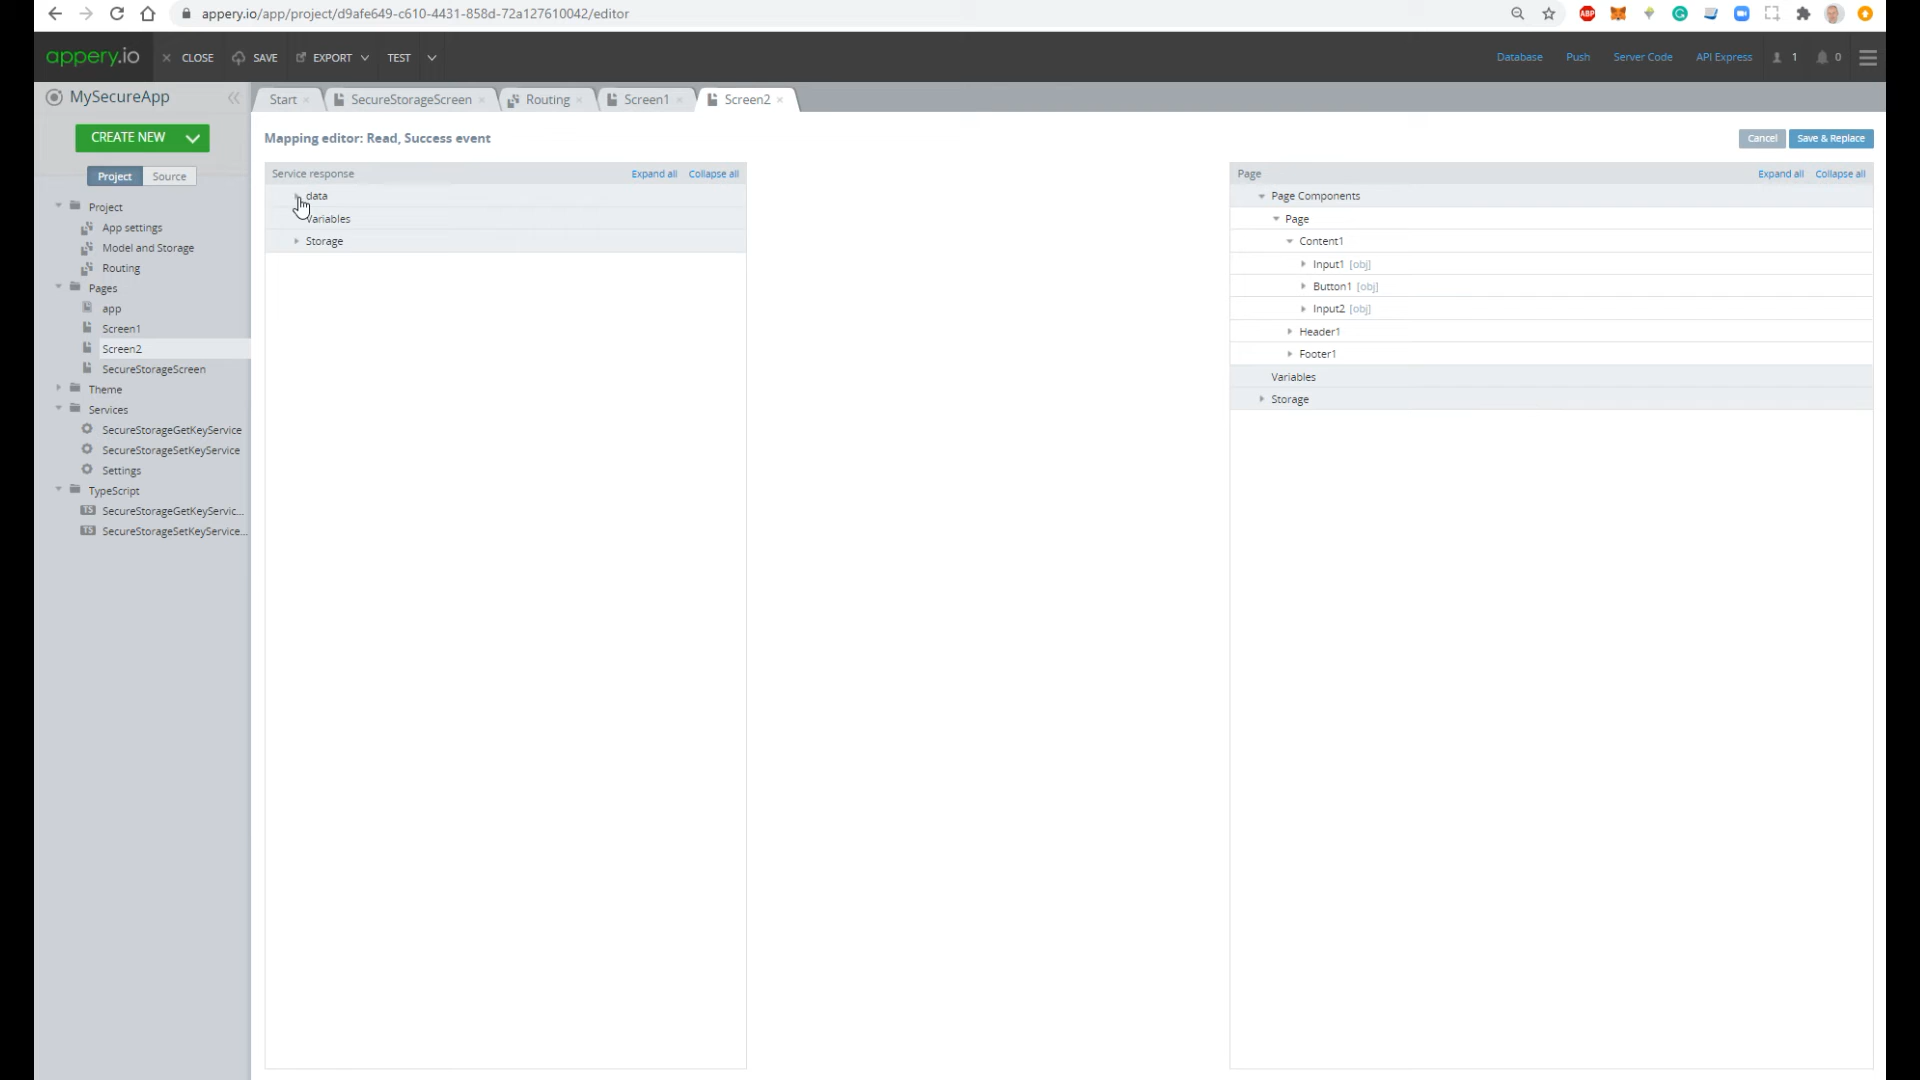 appery.io/app/project/d9afe649-c610-4431-858d-72a127610042/editor
ABP
appery.io
CLOSE
SAVE
EXPORT
TEST
Database
Push
Server Code
API Express
1
0
MySecureApp
Start
SecureStorageScreen
Routing
Screen1
Screen2
CREATE NEW
Mapping editor: Read, Success event
Cancel
Save & Replace
Project
Source
Service response
Expand all
Collapse all
Page
Expand all
Collapse all
data
Variables
Storage
Page Components
Page
Content1
Input1 [obj]
Button1 [obj]
Input2 [obj]
Header1
Footer1
Variables
Storage
Project
App settings
Model and Storage
Routing
Pages
app
Screen1
Screen2
SecureStorageScreen
Theme
Services
SecureStorageGetKeyService
SecureStorageSetKeyService
Settings
TypeScript
TS SecureStorageGetKeyServic...
TS SecureStorageSetKeyService...